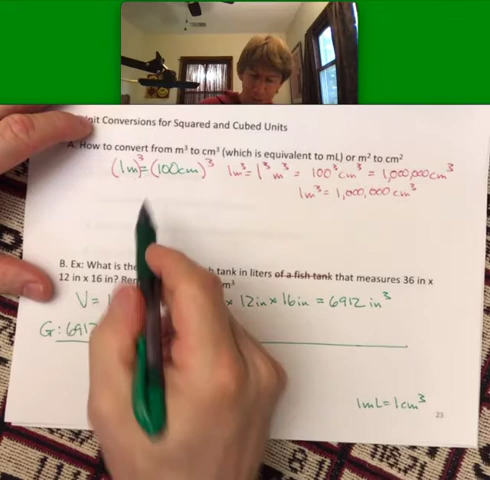 Unit Conversions for Squared and Cubed Units
A. How to convert from m³ to cm³ (which is equivalent to mL) or m² to cm²
(1m)³ = (100cm)³ 1m³ = 1³m³ = 100³cm³ = 1,000,000cm³
1m³ = 1,000,000cm³
B. Ex: What is the tank in liters of a fish tank that measures 36 in x
12 in x 16 in? m³
V = x 12in x 16in = 6912 in³
G: 6912
1mL = 1cm³
23